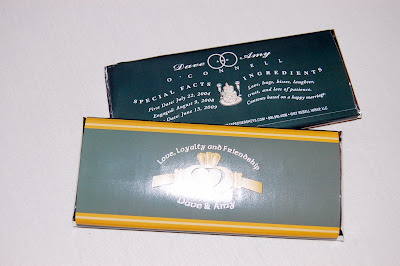 Dave Amy
O'CONNELL
SPECIAL FACTS INGREDIENTS
First Date: July 22, 2004
Engaged: August 2, 2008
Date: June 13, 2009
Love, hugs, kisses, laughter,
trust, and lots of patience.
Contents based on a happy marriage
Love, Loyalty and Friendship
Dave & Amy